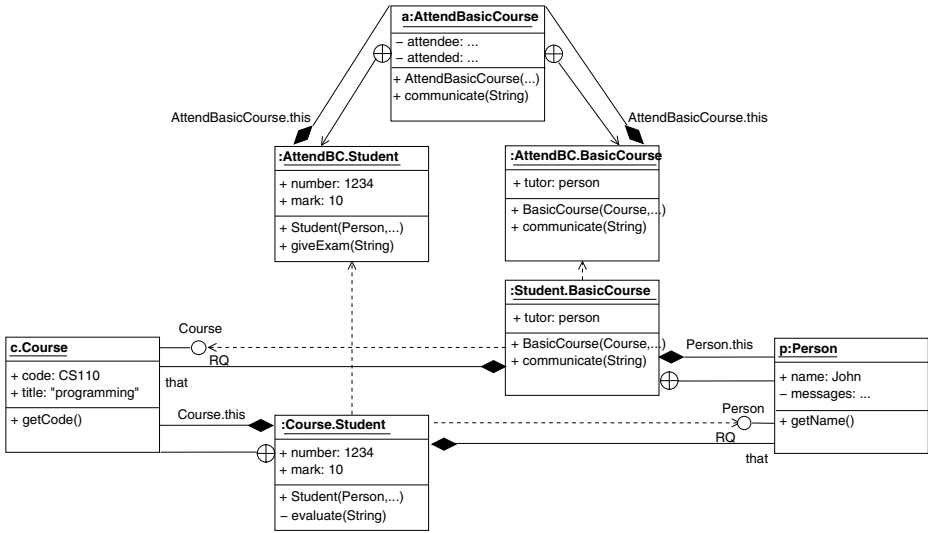 a:AttendBasicCourse
– attendee: ...
– attended: ...
+ AttendBasicCourse(...)
+ communicate(String)
AttendBasicCourse.this
AttendBasicCourse.this
:AttendBC.Student
+ number: 1234
+ mark: 10
+ Student(Person,...)
+ giveExam(String)
:AttendBC.BasicCourse
+ tutor: person
+ BasicCourse(Course,...)
+ communicate(String)
:Student.BasicCourse
+ tutor: person
+ BasicCourse(Course,...)
+ communicate(String)
c.Course
+ code: CS110
+ title: "programming"
+ getCode()
Course
RQ
that
Course.this
Person.this
p:Person
+ name: John
– messages: ...
+ getName()
Person
RQ
that
:Course.Student
+ number: 1234
+ mark: 10
+ Student(Person,...)
– evaluate(String)